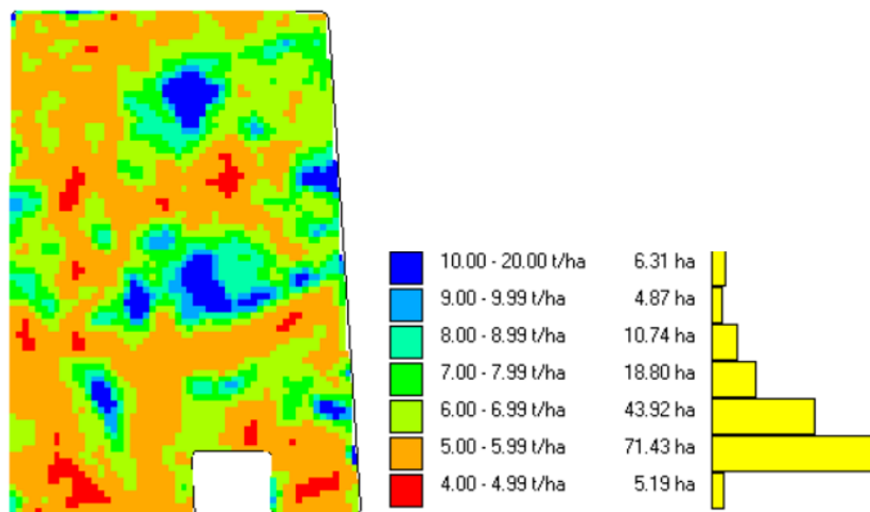 10.00 - 20.00 t/ha 6.31 ha
9.00 - 9.99 t/ha 4.87 ha
8.00 - 8.99 t/ha 10.74 ha
7.00 - 7.99 t/ha 18.80 ha
6.00 - 6.99 t/ha 43.92 ha
5.00 - 5.99 t/ha 71.43 ha
4.00 - 4.99 t/ha 5.19 ha